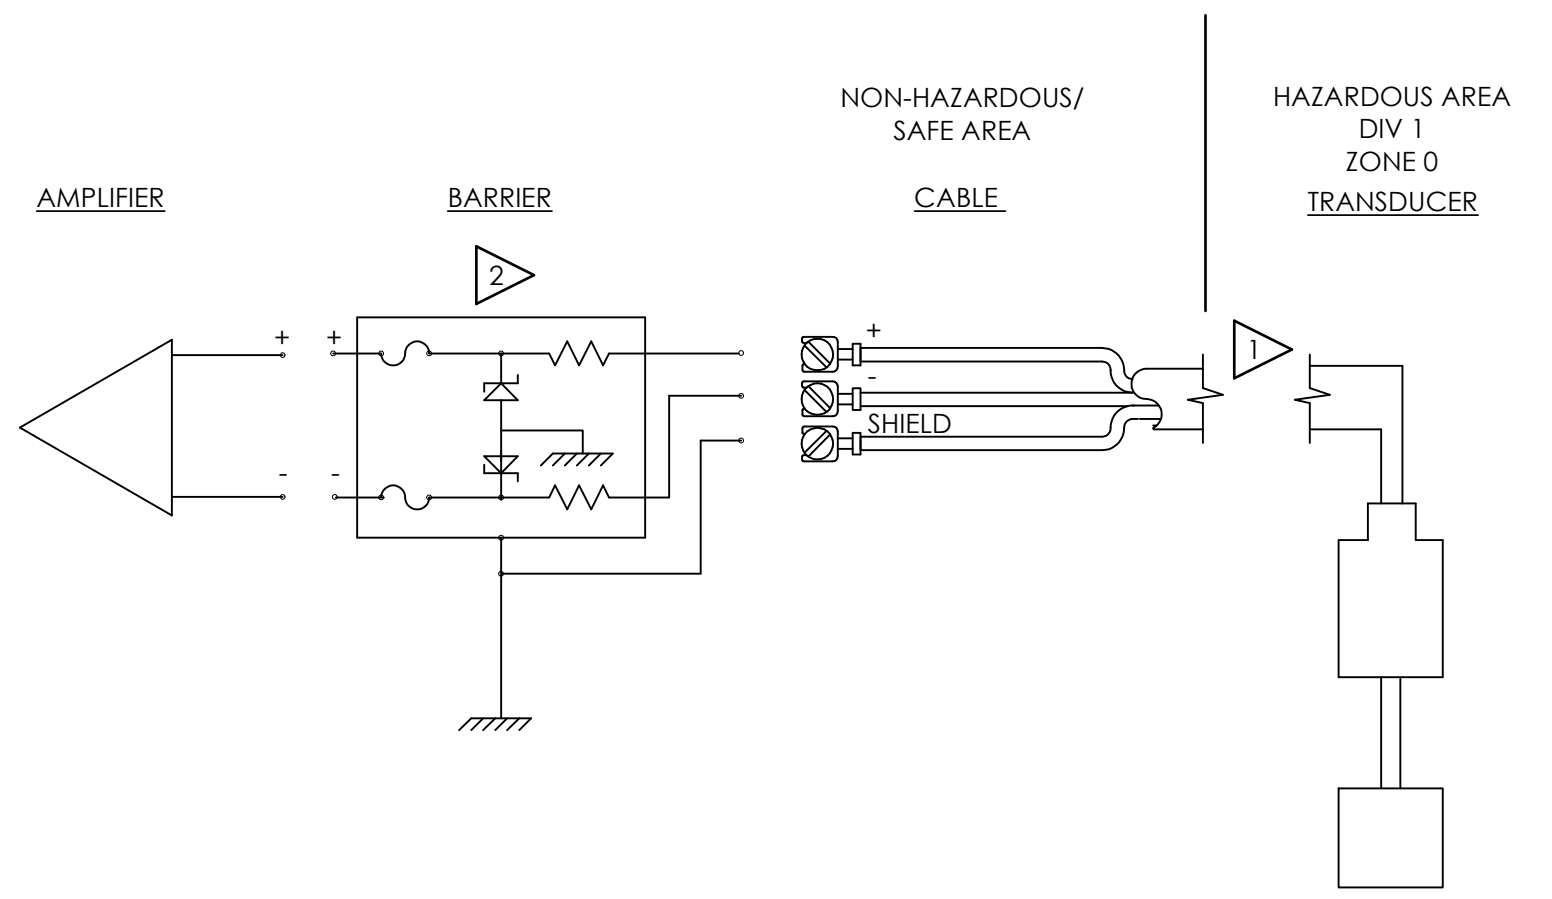 NON-HAZARDOUS/
SAFE AREA
HAZARDOUS AREA
DIV 1
ZONE 0
AMPLIFIER
BARRIER
CABLE
TRANSDUCER
2
1
+
+
+
-
SHIELD
-
-